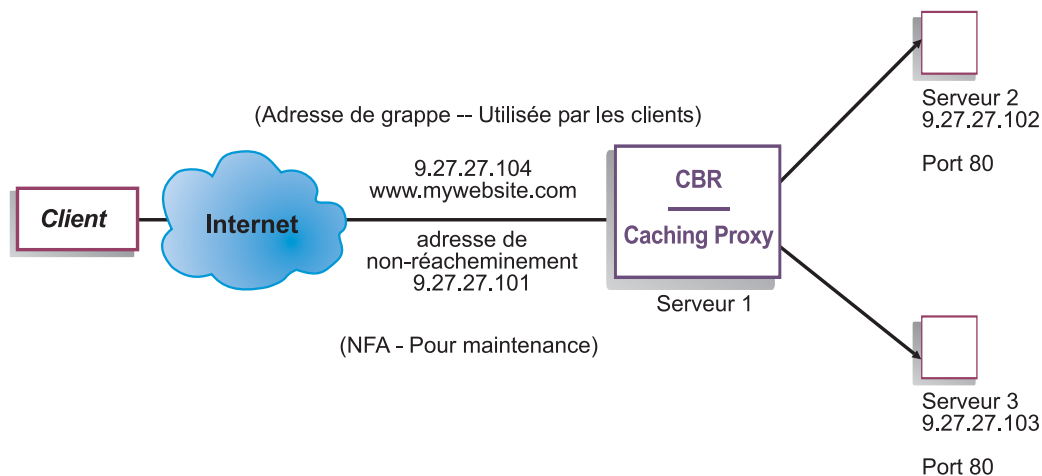 (Adresse de grappe -- Utilisée par les clients)
9.27.27.104
www.mywebsite.com
Client
Internet
adresse de
non-réacheminement
9.27.27.101
(NFA - Pour maintenance)
CBR
Caching Proxy
Serveur 1
Serveur 2
9.27.27.102
Port 80
Serveur 3
9.27.27.103
Port 80